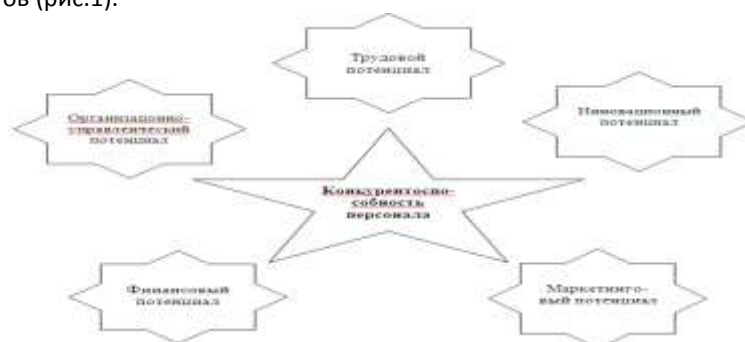 ов (рис.1).
Трудовой
потенциал
Организационно-
управленческий
потенциал
Инновационный
потенциал
Конкурентоспо-
собность
персонала
Финансовый
потенциал
Маркетинго-
вый потенциал